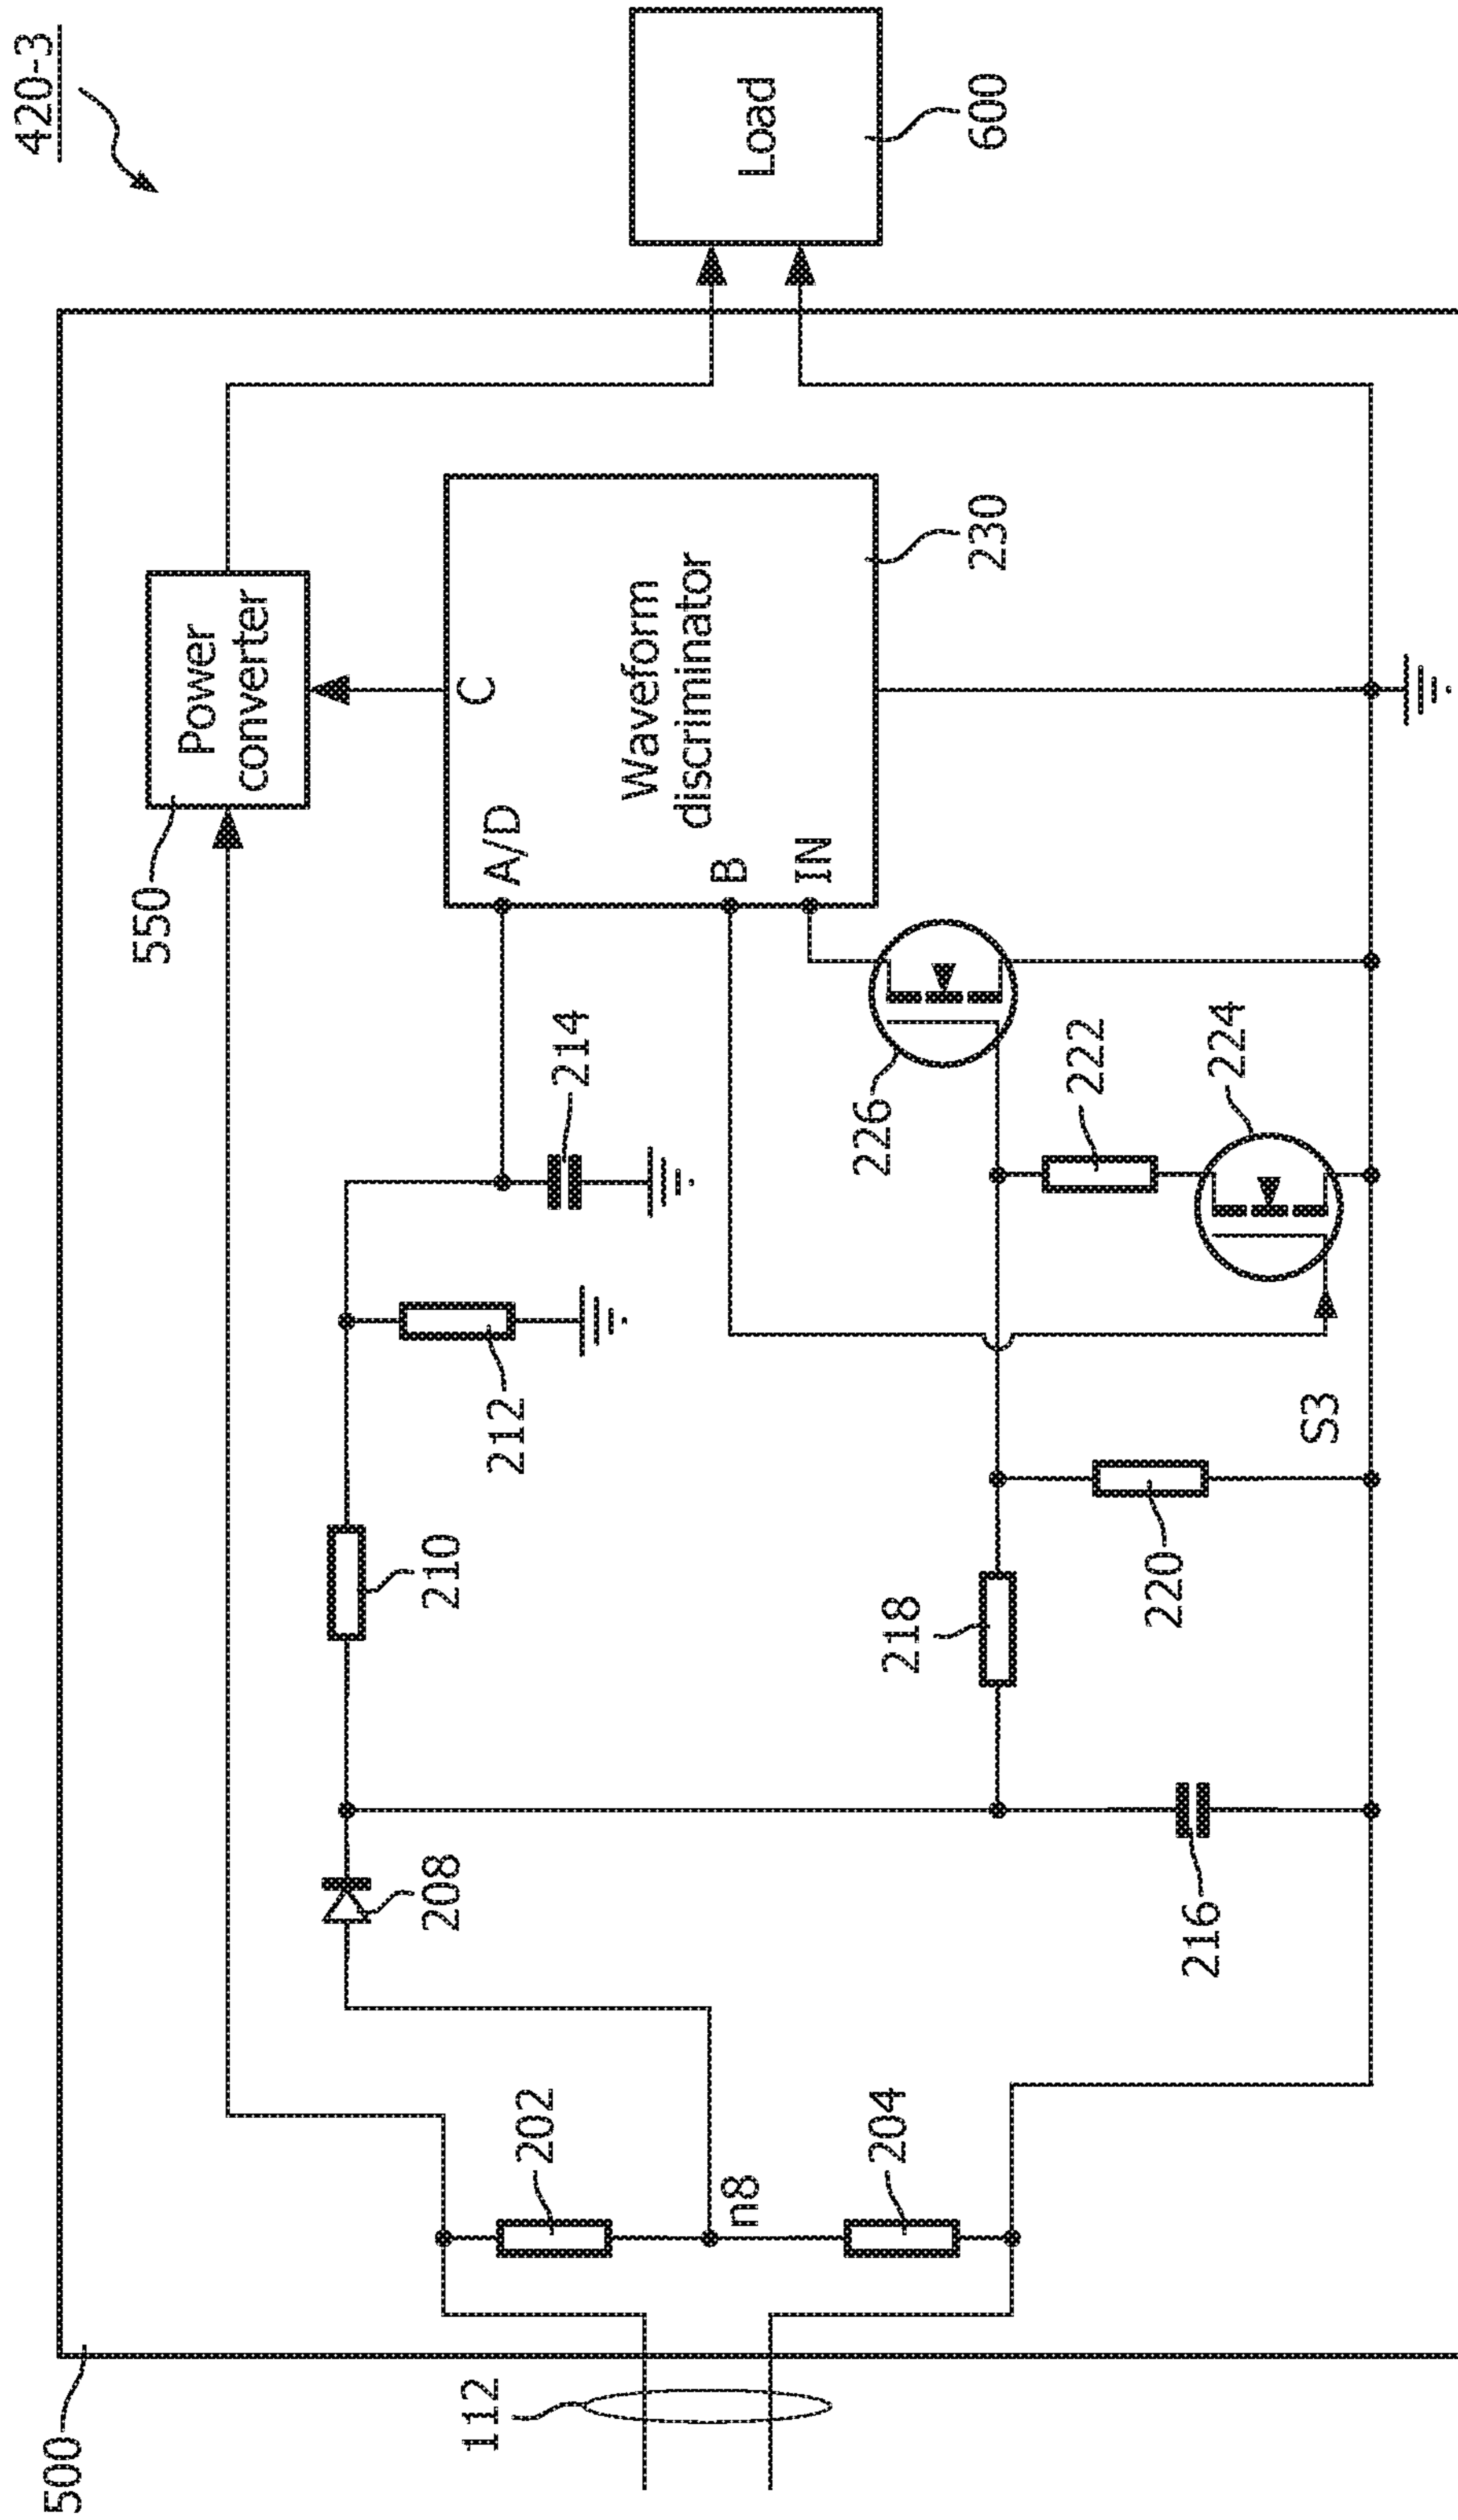 420-3
500
550
Power
converter
Load
600
A/D
C
B
IN
Waveform
discriminator
230
208
210
212
214
112
202
204
n8
216
218
220
226
222
224
S3